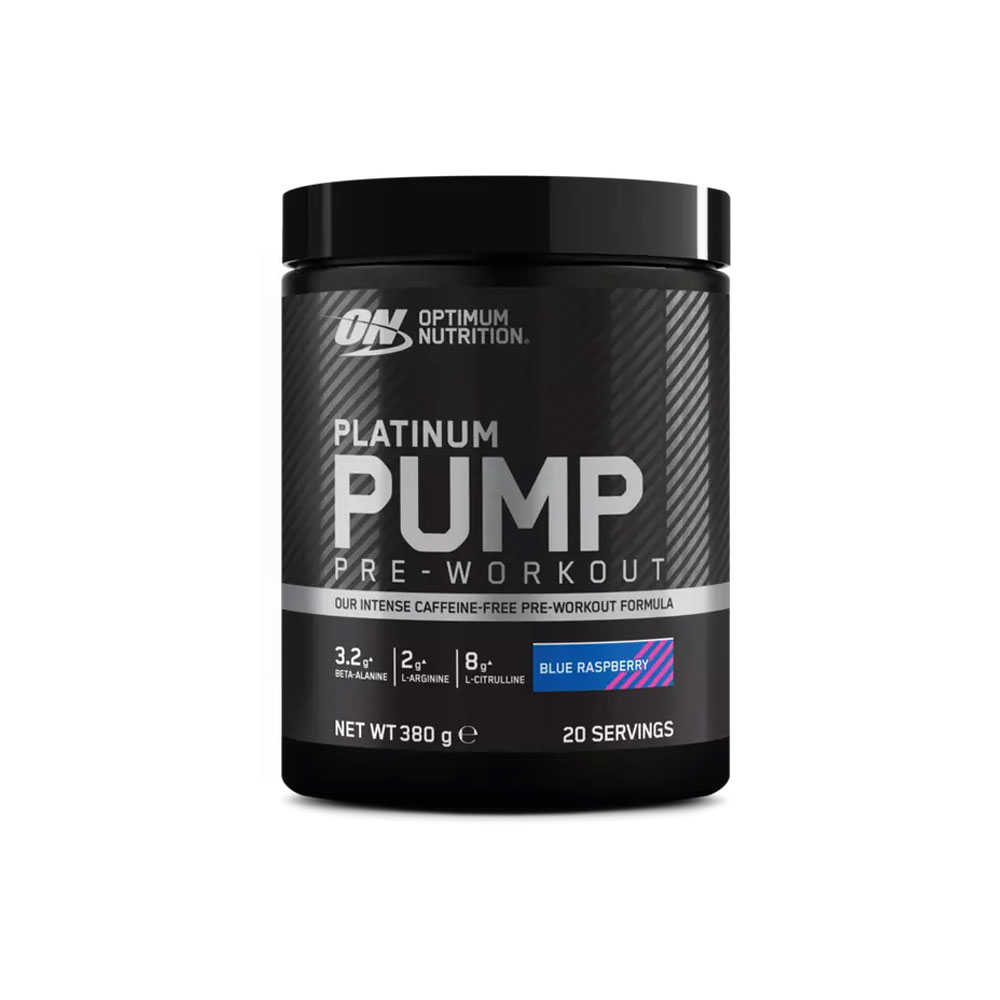 ON OPTIMUM
NUTRITION®
PLATINUM
PUMP
PRE-WORKOUT
OUR INTENSE CAFFEINE-FREE PRE-WORKOUT FORMULA
3.2g▲ 2g▲ 8g▲
BETA-ALANINE L-ARGININE L-CITRULLINE
BLUE RASPBERRY
NET WT 380 g ℮ 20 SERVINGS